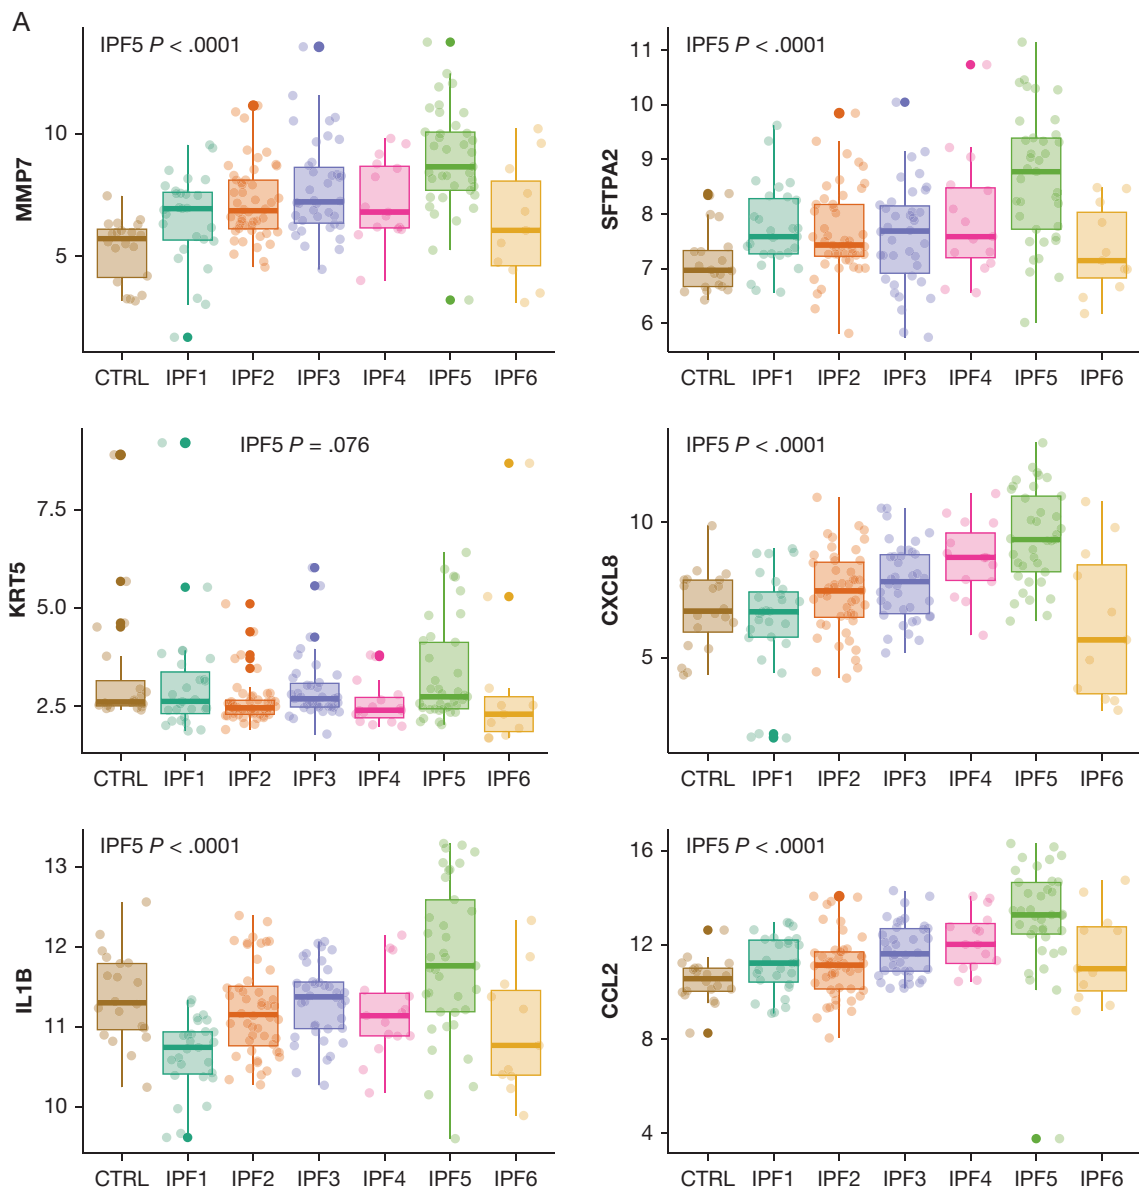 A
IPF5 P < .0001
MMP7
10
5
CTRL IPF1 IPF2 IPF3 IPF4 IPF5 IPF6
IPF5 P < .0001
SFTPA2
11
10
9
8
7
6
CTRL IPF1 IPF2 IPF3 IPF4 IPF5 IPF6
IPF5 P = .076
KRT5
7.5
5.0
2.5
CTRL IPF1 IPF2 IPF3 IPF4 IPF5 IPF6
IPF5 P < .0001
CXCL8
10
5
CTRL IPF1 IPF2 IPF3 IPF4 IPF5 IPF6
IPF5 P < .0001
IL1B
13
12
11
10
CTRL IPF1 IPF2 IPF3 IPF4 IPF5 IPF6
IPF5 P < .0001
CCL2
16
12
8
4
CTRL IPF1 IPF2 IPF3 IPF4 IPF5 IPF6